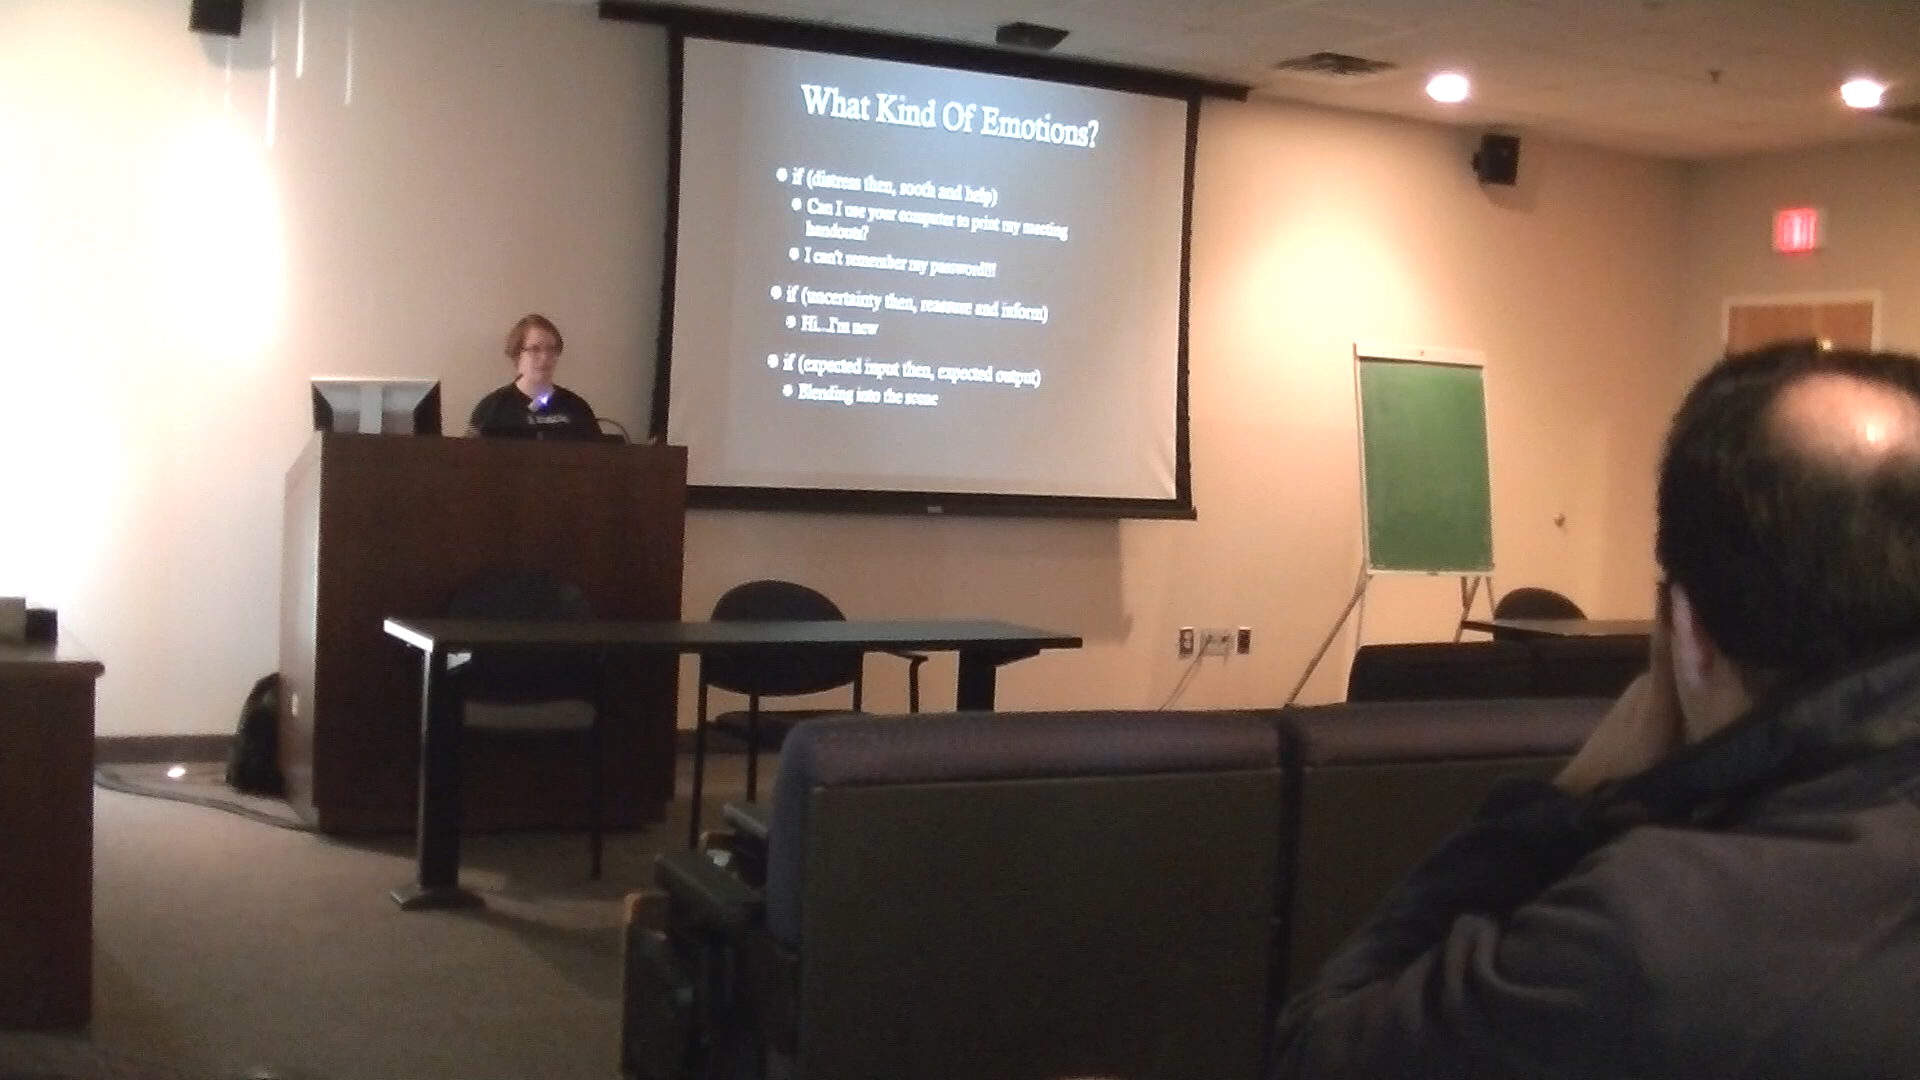 What Kind Of Emotions?
if (distress then, sooth and help)
Can I use your computer to print my meeting
handouts?
I can't remember my password!!!
if (uncertainty then, reassure and inform)
Hi...I'm new
if (expected input then, expected output)
Blending into the scene